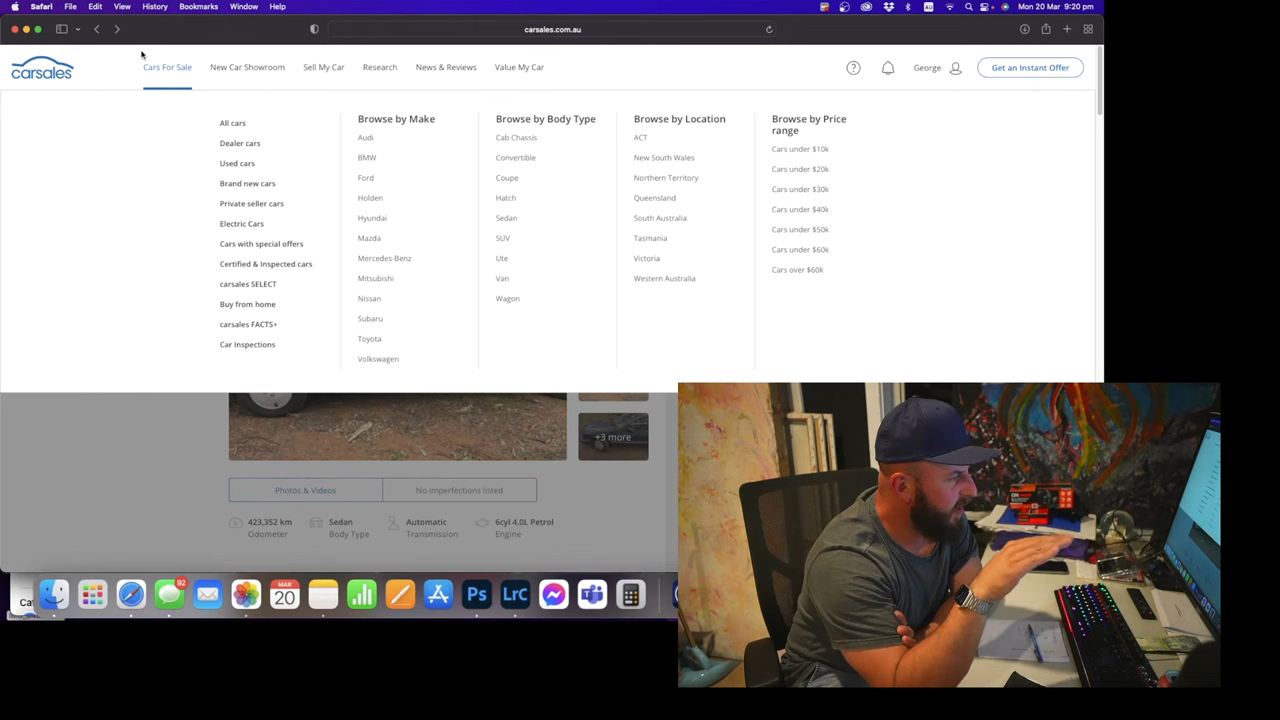 Safari File Edit View History Bookmarks Window Help
AU
Mon 20 Mar 9:20 pm
carsales.com.au
carsales
Cars For Sale
New Car Showroom
Sell My Car
Research
News & Reviews
Value My Car
George
Get an Instant Offer
All cars
Dealer cars
Used cars
Brand new cars
Private seller cars
Electric Cars
Cars with special offers
Certified & Inspected cars
carsales SELECT
Buy from home
carsales FACTS+
Car Inspections
Browse by Make
Audi
BMW
Ford
Holden
Hyundai
Mazda
Mercedes-Benz
Mitsubishi
Nissan
Subaru
Toyota
Volkswagen
Browse by Body Type
Cab Chassis
Convertible
Coupe
Hatch
Sedan
SUV
Ute
Van
Wagon
Browse by Location
ACT
New South Wales
Northern Territory
Queensland
South Australia
Tasmania
Victoria
Western Australia
Browse by Price
range
Cars under $10k
Cars under $20k
Cars under $30k
Cars under $40k
Cars under $50k
Cars under $60k
Cars over $60k
+3 more
Photos & Videos
No imperfections listed
423,352 km
Odometer
Sedan
Body Type
Automatic
Transmission
6cyl 4.0L Petrol
Engine
92
MAR
20
Ps
LrC